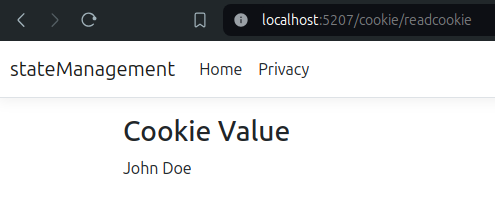 localhost:5207/cookie/readcookie
stateManagement Home Privacy
Cookie Value
John Doe